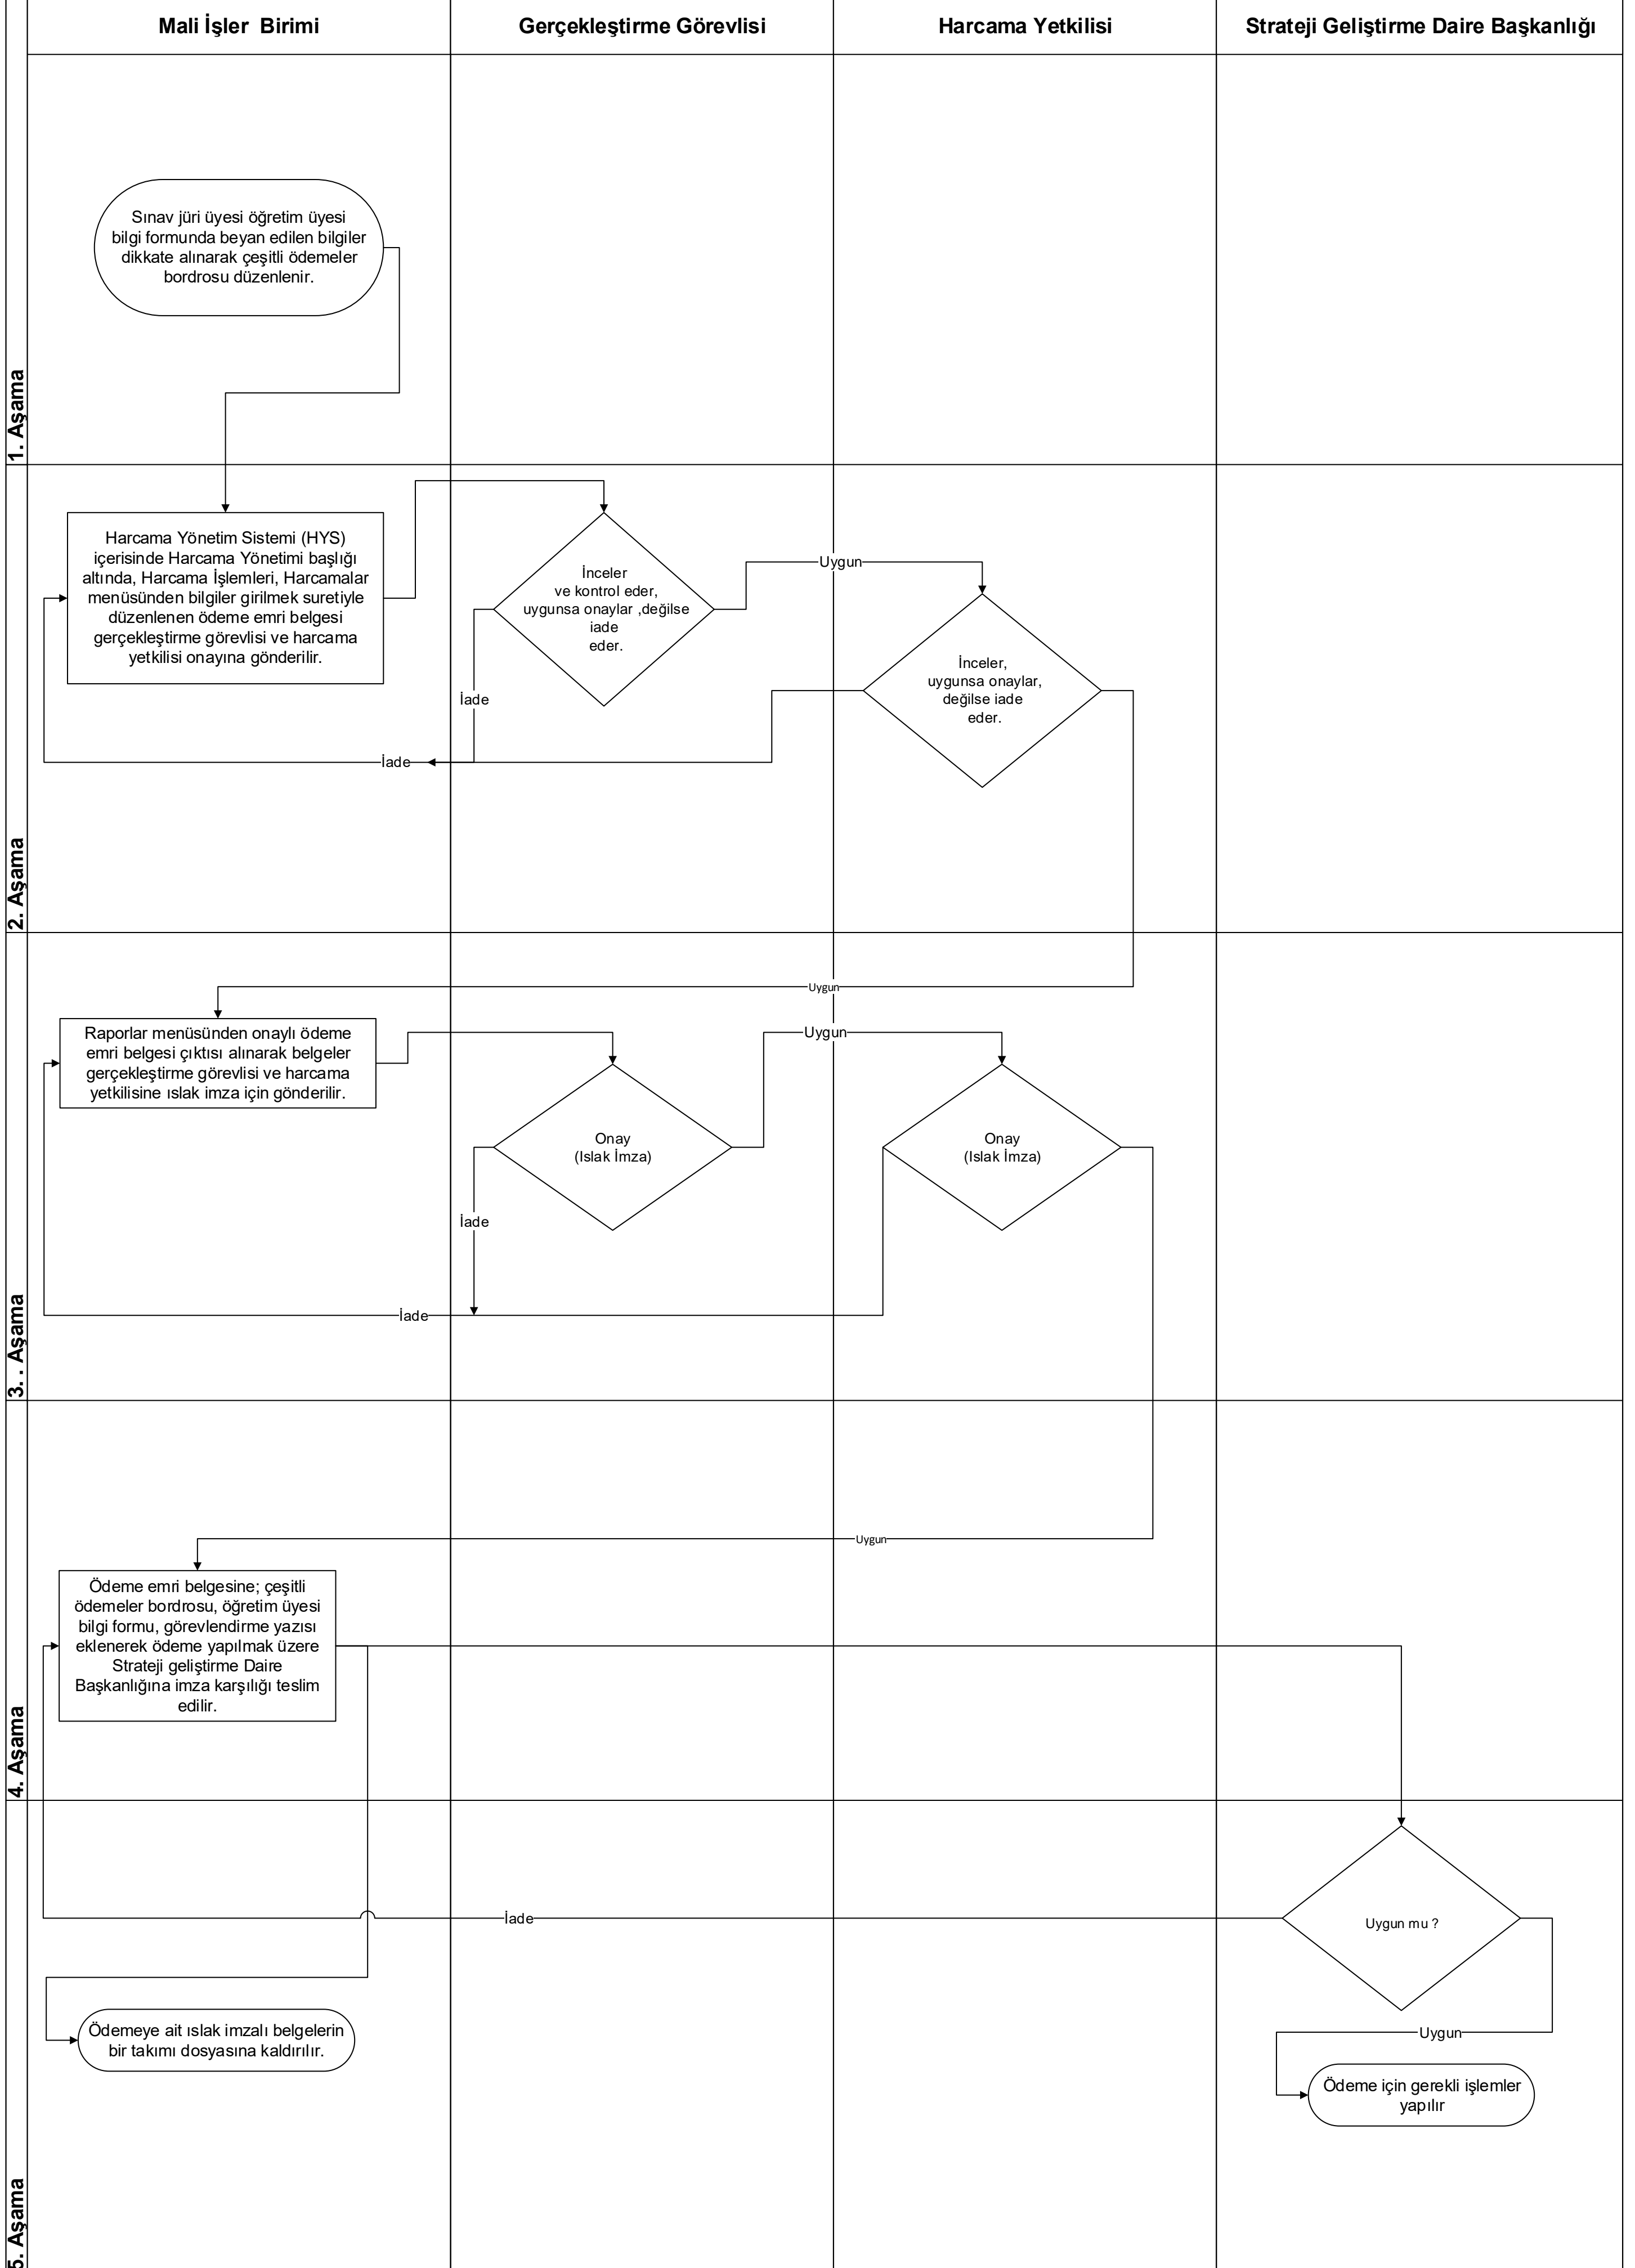 Mali İşler  Birimi
Gerçekleştirme Görevlisi
Harcama Yetkilisi
Strateji Geliştirme Daire Başkanlığı
1. Aşama
Sınav jüri üyesi öğretim üyesi
bilgi formunda beyan edilen bilgiler
dikkate alınarak çeşitli ödemeler
bordrosu düzenlenir.
2. Aşama
Harcama Yönetim Sistemi (HYS)
içerisinde Harcama Yönetimi başlığı
altında, Harcama İşlemleri, Harcamalar
menüsünden bilgiler girilmek suretiyle
düzenlenen ödeme emri belgesi
gerçekleştirme görevlisi ve harcama
yetkilisi onayına gönderilir.
İnceler
ve kontrol eder,
uygunsa onaylar ,değilse
iade
eder.
Uygun
İnceler,
uygunsa onaylar,
değilse iade
eder.
İade
İade
Uygun
3. . Aşama
Raporlar menüsünden onaylı ödeme
emri belgesi çıktısı alınarak belgeler
gerçekleştirme görevlisi ve harcama
yetkilisine ıslak imza için gönderilir.
Uygun
Onay
(Islak İmza)
Onay
(Islak İmza)
İade
İade
Uygun
4. Aşama
Ödeme emri belgesine; çeşitli
ödemeler bordrosu, öğretim üyesi
bilgi formu, görevlendirme yazısı
eklenerek ödeme yapılmak üzere
Strateji geliştirme Daire
Başkanlığına imza karşılığı teslim
edilir.
5. Aşama
İade
Uygun mu ?
Ödemeye ait ıslak imzalı belgelerin
bir takımı dosyasına kaldırılır.
Uygun
Ödeme için gerekli işlemler
yapılır